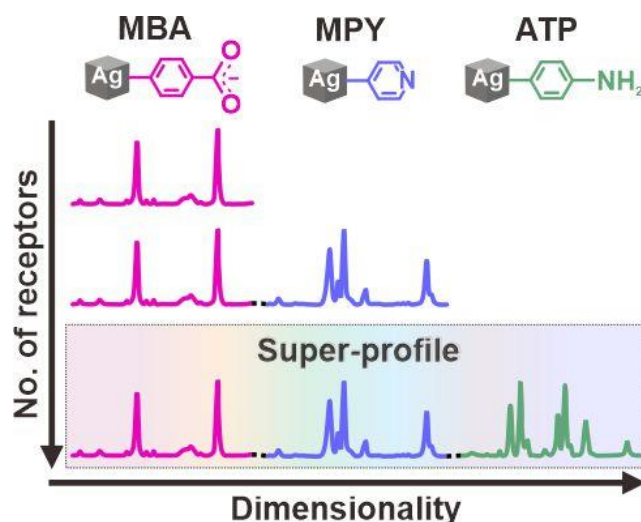 MBA MPY ATP
Ag O O Ag N Ag NH₂
No. of receptors
Super-profile
Dimensionality